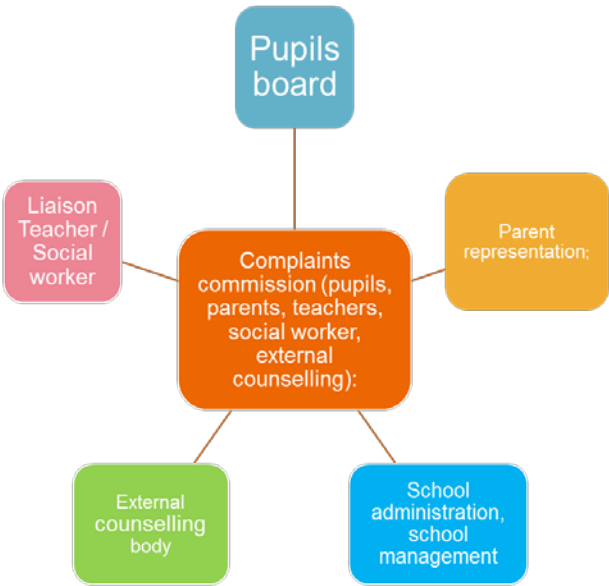 Pupils
board
Liaison
Teacher /
Social
worker
Parent
representation;
Complaints
commission (pupils,
parents, teachers,
social worker,
external
counselling):
External
counselling
body
School
administration,
school
management